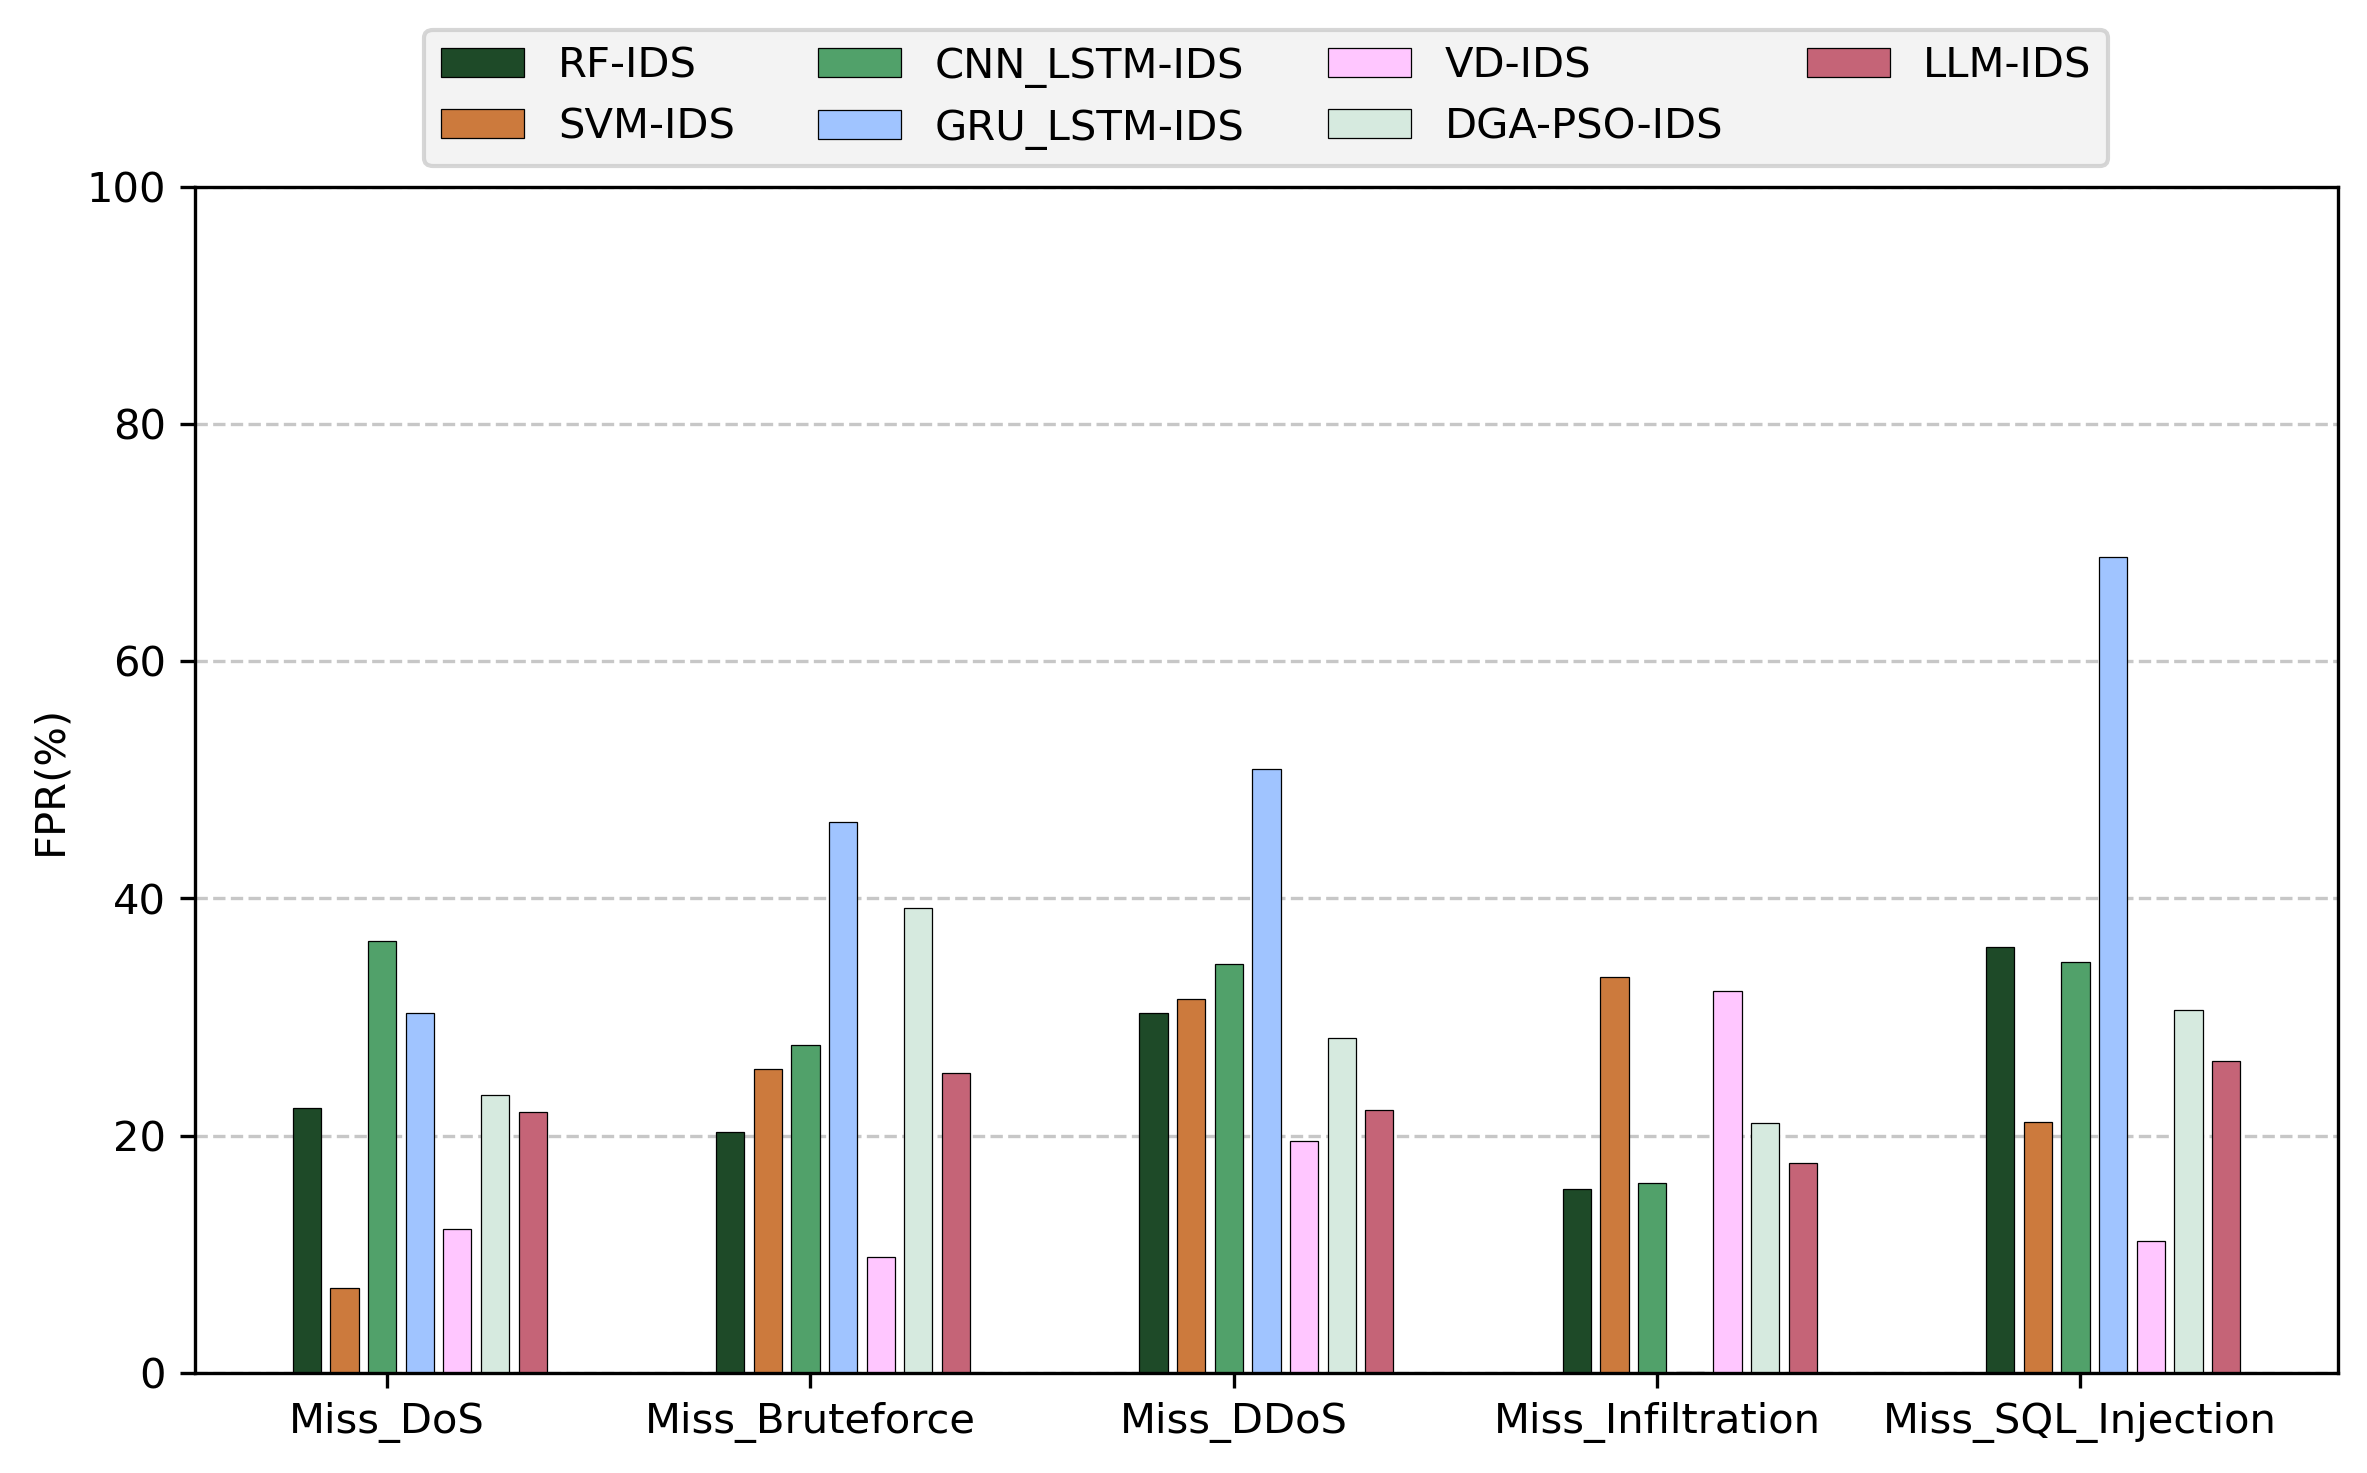 RF-IDS CNN_LSTM-IDS VD-IDS LLM-IDS
SVM-IDS GRU_LSTM-IDS DGA-PSO-IDS
100
80
60
40
20
0
FPR(%)
Miss_DoS Miss_Bruteforce Miss_DDoS Miss_Infiltration Miss_SQL_Injection